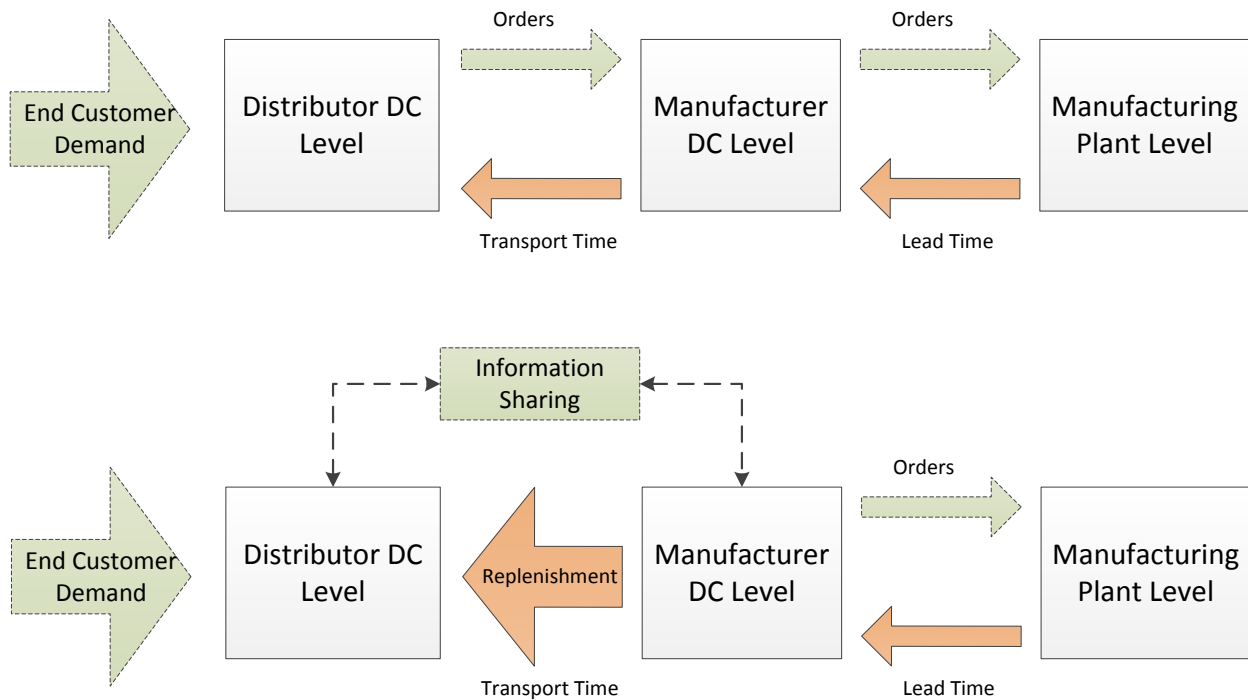 Orders
Orders
End Customer
Demand
Distributor DC
Level
Manufacturer
DC Level
Manufacturing
Plant Level
Transport Time
Lead Time
Information
Sharing
Orders
End Customer
Demand
Distributor DC
Level
Replenishment
Manufacturer
DC Level
Manufacturing
Plant Level
Transport Time
Lead Time